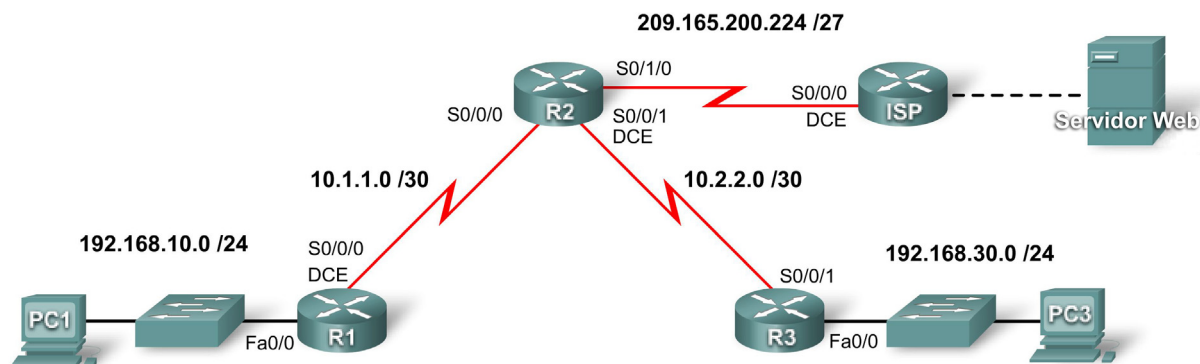 209.165.200.224 /27
S0/1/0
S0/0/0
R2
S0/0/0
DCE
ISP
Servidor Web
S0/0/1
DCE
10.1.1.0 /30
10.2.2.0 /30
192.168.10.0 /24
S0/0/0
DCE
192.168.30.0 /24
S0/0/1
PC1
Fa0/0
R1
R3
Fa0/0
PC3